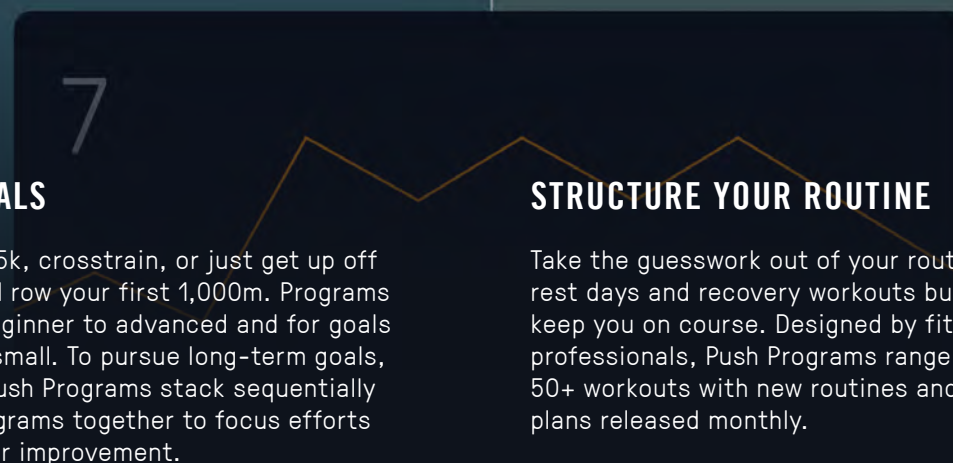 7
ALS
5k, crosstrain, or just get up off
row your first 1,000m. Programs
ginner to advanced and for goals
small. To pursue long-term goals,
ush Programs stack sequentially
grams together to focus efforts
r improvement.
STRUCTURE YOUR ROUTINE
Take the guesswork out of your rout
rest days and recovery workouts bu
keep you on course. Designed by fit
professionals, Push Programs range
50+ workouts with new routines and
plans released monthly.